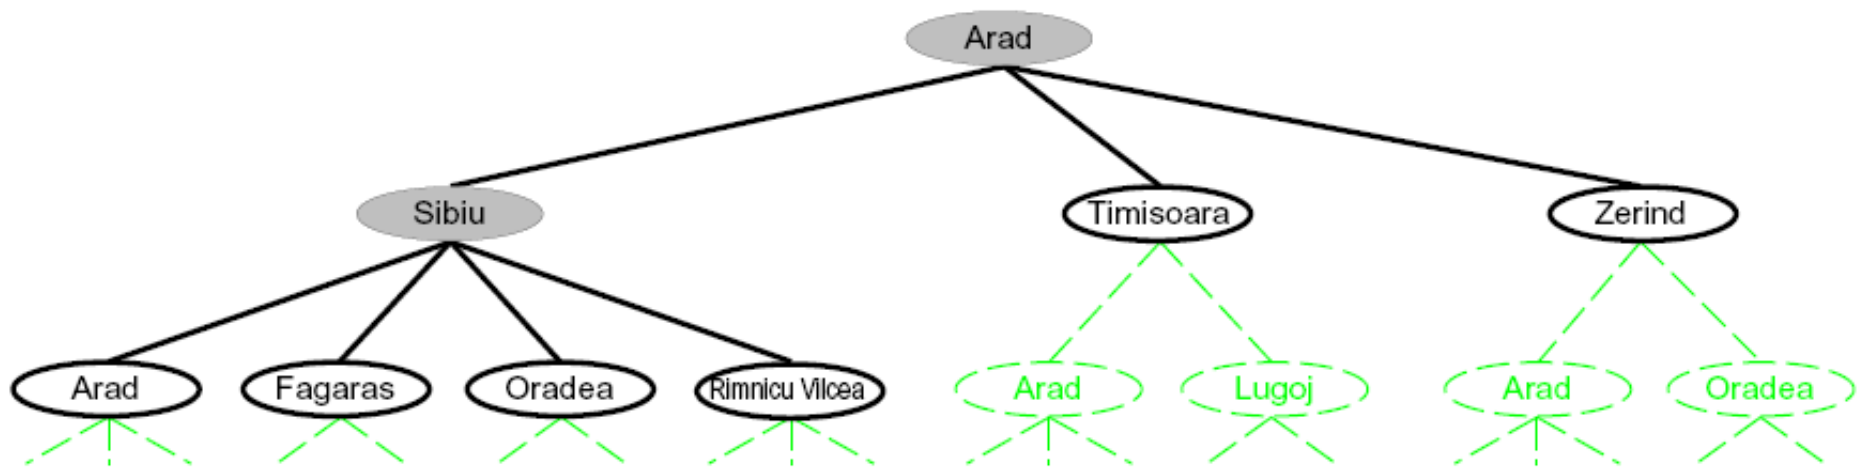 Arad
Sibiu
Timisoara
Zerind
Arad
Fagaras
Oradea
Rimnicu Vilcea
Arad
Lugoj
Arad
Oradea